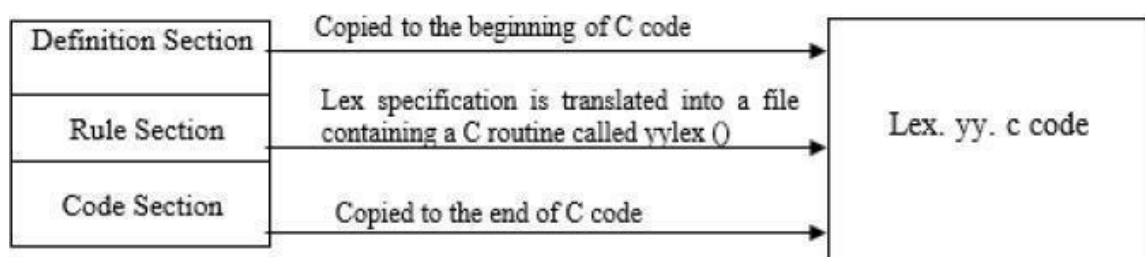 Definition Section
Copied to the beginning of C code
Lex specification is translated into a file
containing a C routine called yylex ()
Rule Section
Lex. yy. c code
Code Section
Copied to the end of C code